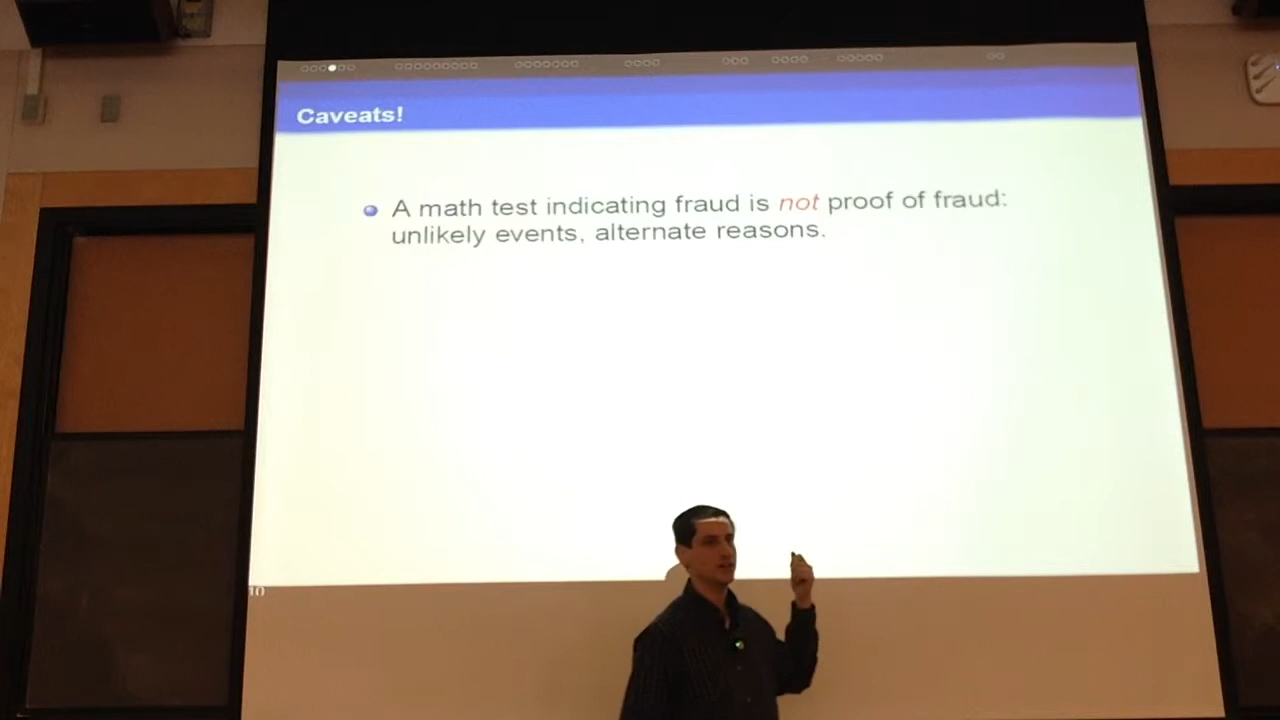 Caveats!
A math test indicating fraud is not proof of fraud:
unlikely events, alternate reasons.
10